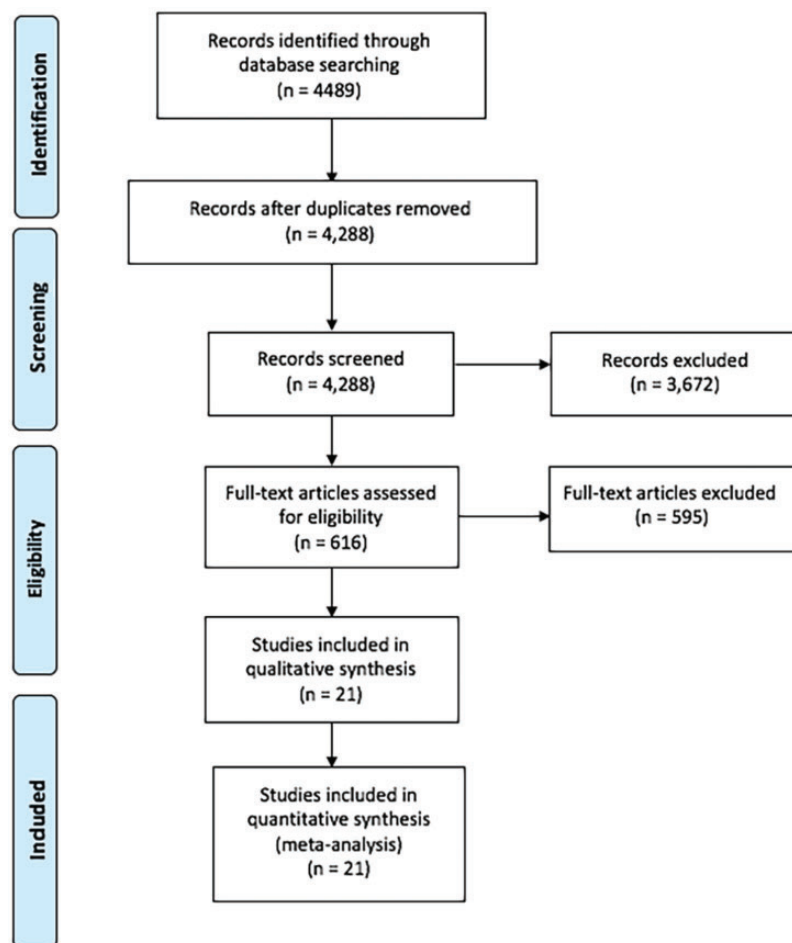 Identification
Records identified through
database searching
(n = 4489)
Records after duplicates removed
(n = 4,288)
Screening
Records screened
(n = 4,288)
Records excluded
(n = 3,672)
Eligibility
Full-text articles assessed
for eligibility
(n = 616)
Full-text articles excluded
(n = 595)
Studies included in
qualitative synthesis
(n = 21)
Included
Studies included in
quantitative synthesis
(meta-analysis)
(n = 21)